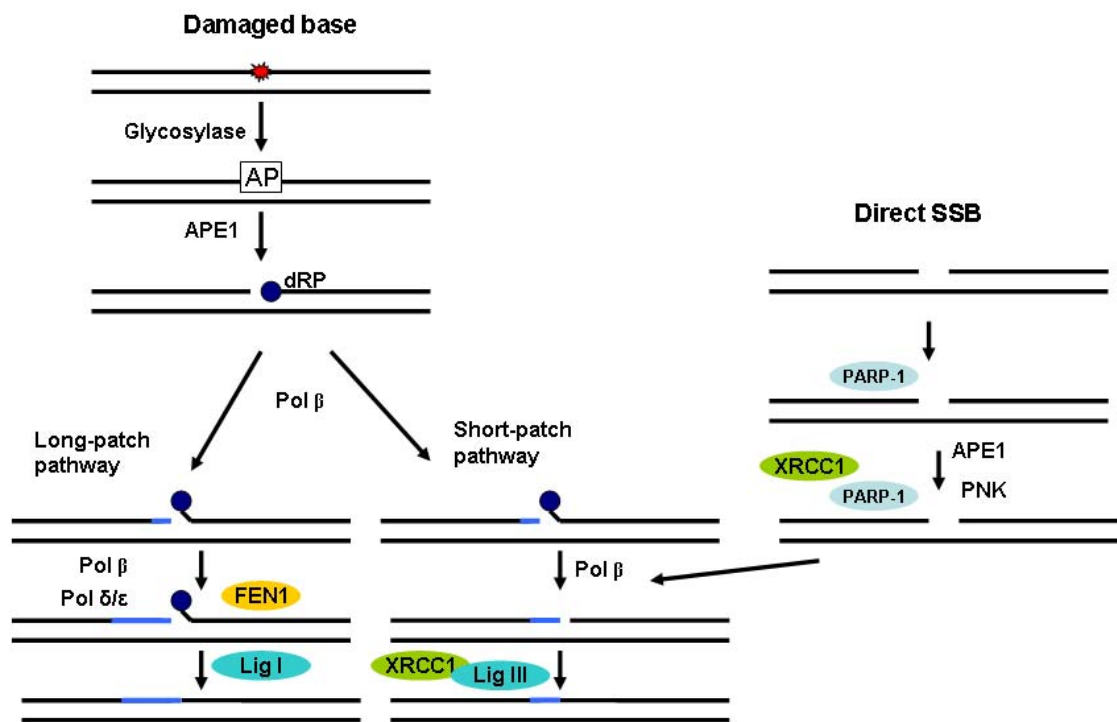 Damaged base
Glycosylase
AP
APE1
dRP
Pol β
Long-patch
pathway
Short-patch
pathway
Pol β
Pol δ/ε
FEN1
Lig I
Pol β
XRCC1
Lig III
Direct SSB
PARP-1
XRCC1
PARP-1
APE1
PNK